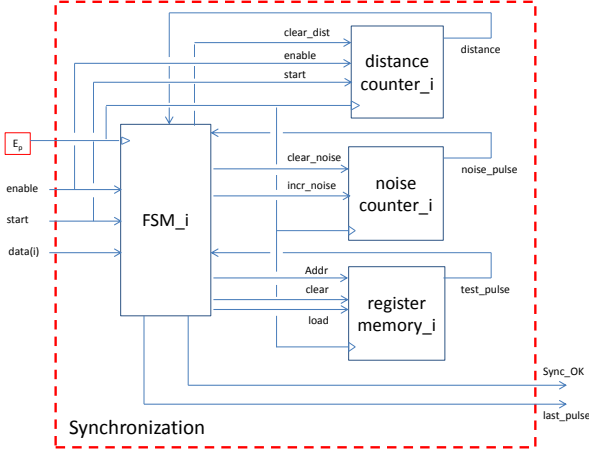 clear_dist
enable
start
distance
counter_i
distance
E_p
enable
start
data(i)
FSM_i
clear_noise
incr_noise
noise
counter_i
noise_pulse
Addr
clear
load
register
memory_i
test_pulse
Sync_OK
last_pulse
Synchronization